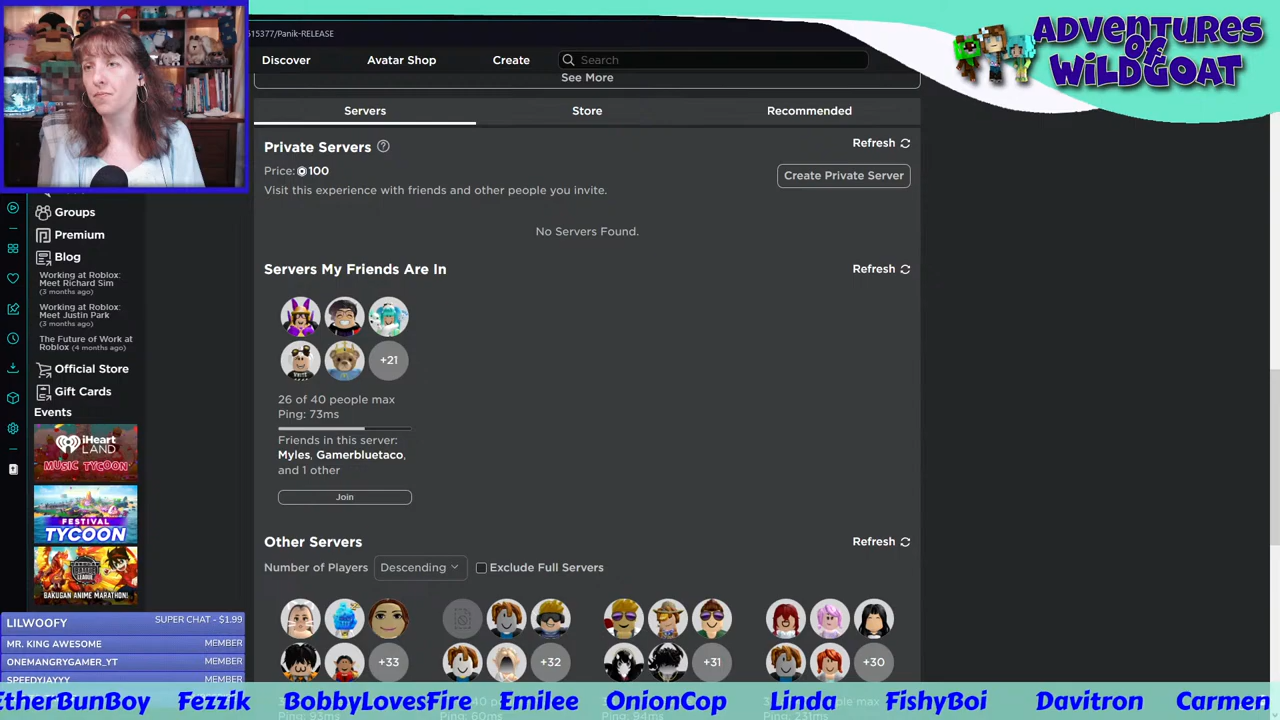 515377/Panik-RELEASE
Discover
Avatar Shop
Create
Search
ADVENTURES
OF
WILDGOAT
See More
Servers
Store
Recommended
Private Servers
Refresh
Price: 100
Create Private Server
Visit this experience with friends and other people you invite.
No Servers Found.
Groups
Premium
Blog
Working at Roblox:
Meet Richard Sim
(3 months ago)
Working at Roblox:
Meet Justin Park
(3 months ago)
The Future of Work at
Roblox (4 months ago)
Official Store
Gift Cards
Events
iHeart
LAND
MUSIC TYCOON
FESTIVAL
TYCOON
BAKUGAN ANIME MARATHON!
Servers My Friends Are In
Refresh
+21
26 of 40 people max
Ping: 73ms
Friends in this server:
Myles, Gamerbluetaco,
and 1 other
Join
Other Servers
Refresh
Number of Players
Descending
Exclude Full Servers
+33
+32
+31
+30
LILWOOFY
SUPER CHAT - $1.99
MR. KING AWESOME
MEMBER
ONEMANGRYGAMER_YT
MEMBER
SPEEDYJAYYY
MEMBER
EtherBunBoy Fezzik BobbyLovesFire Emilee OnionCop Linda FishyBoi Davitron Carmen